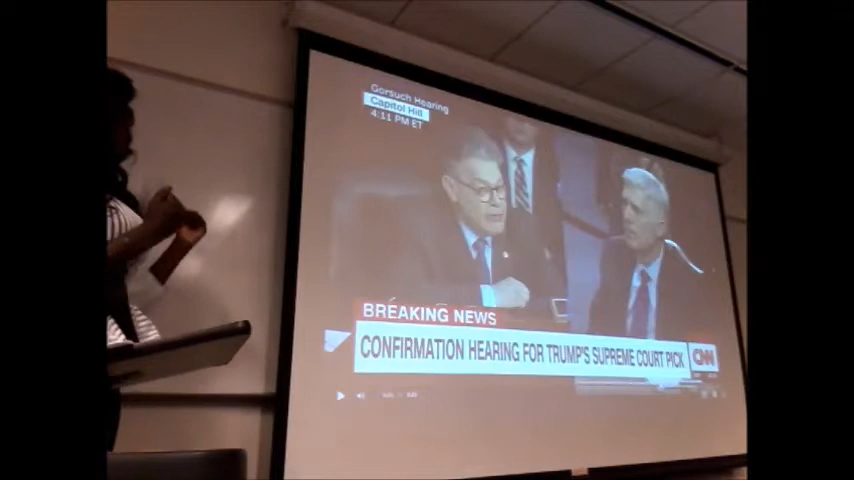 Gorsuch Hearing
Capitol Hill
4:11 PM ET
BREAKING NEWS
CONFIRMATION HEARING FOR TRUMP'S SUPREME COURT PICK
CNN